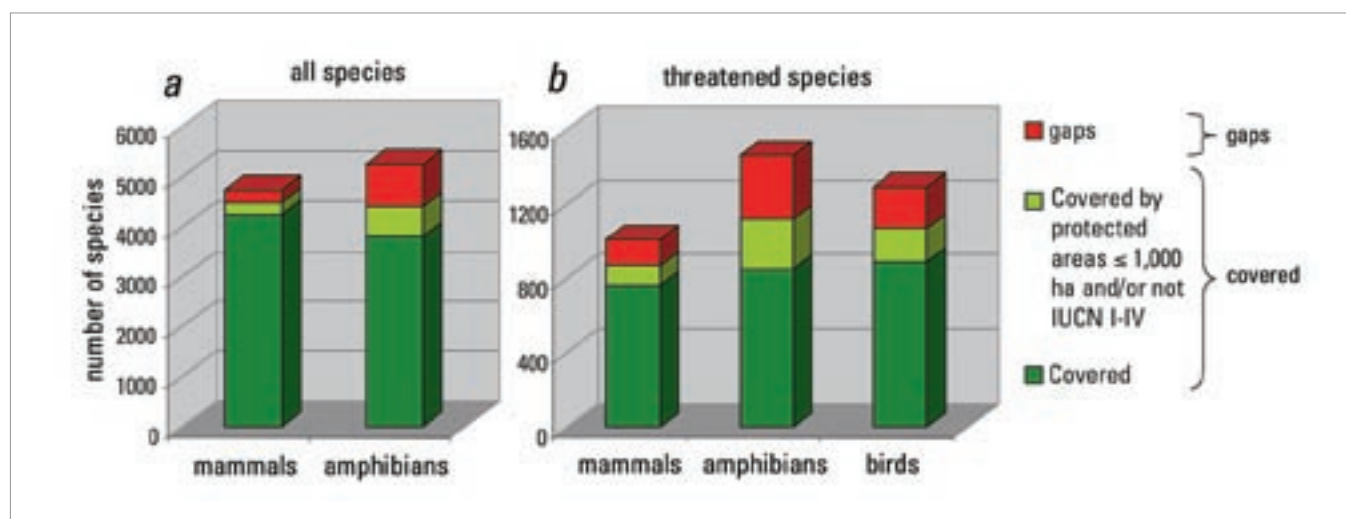 a
all species
number of species
6000
5000
4000
3000
2000
1000
0
mammals
amphibians
b
threatened species
1600
1200
800
400
0
mammals
amphibians
birds
gaps
gaps
Covered by
protected
areas ≤ 1,000
ha and/or not
IUCN I-IV
covered
Covered